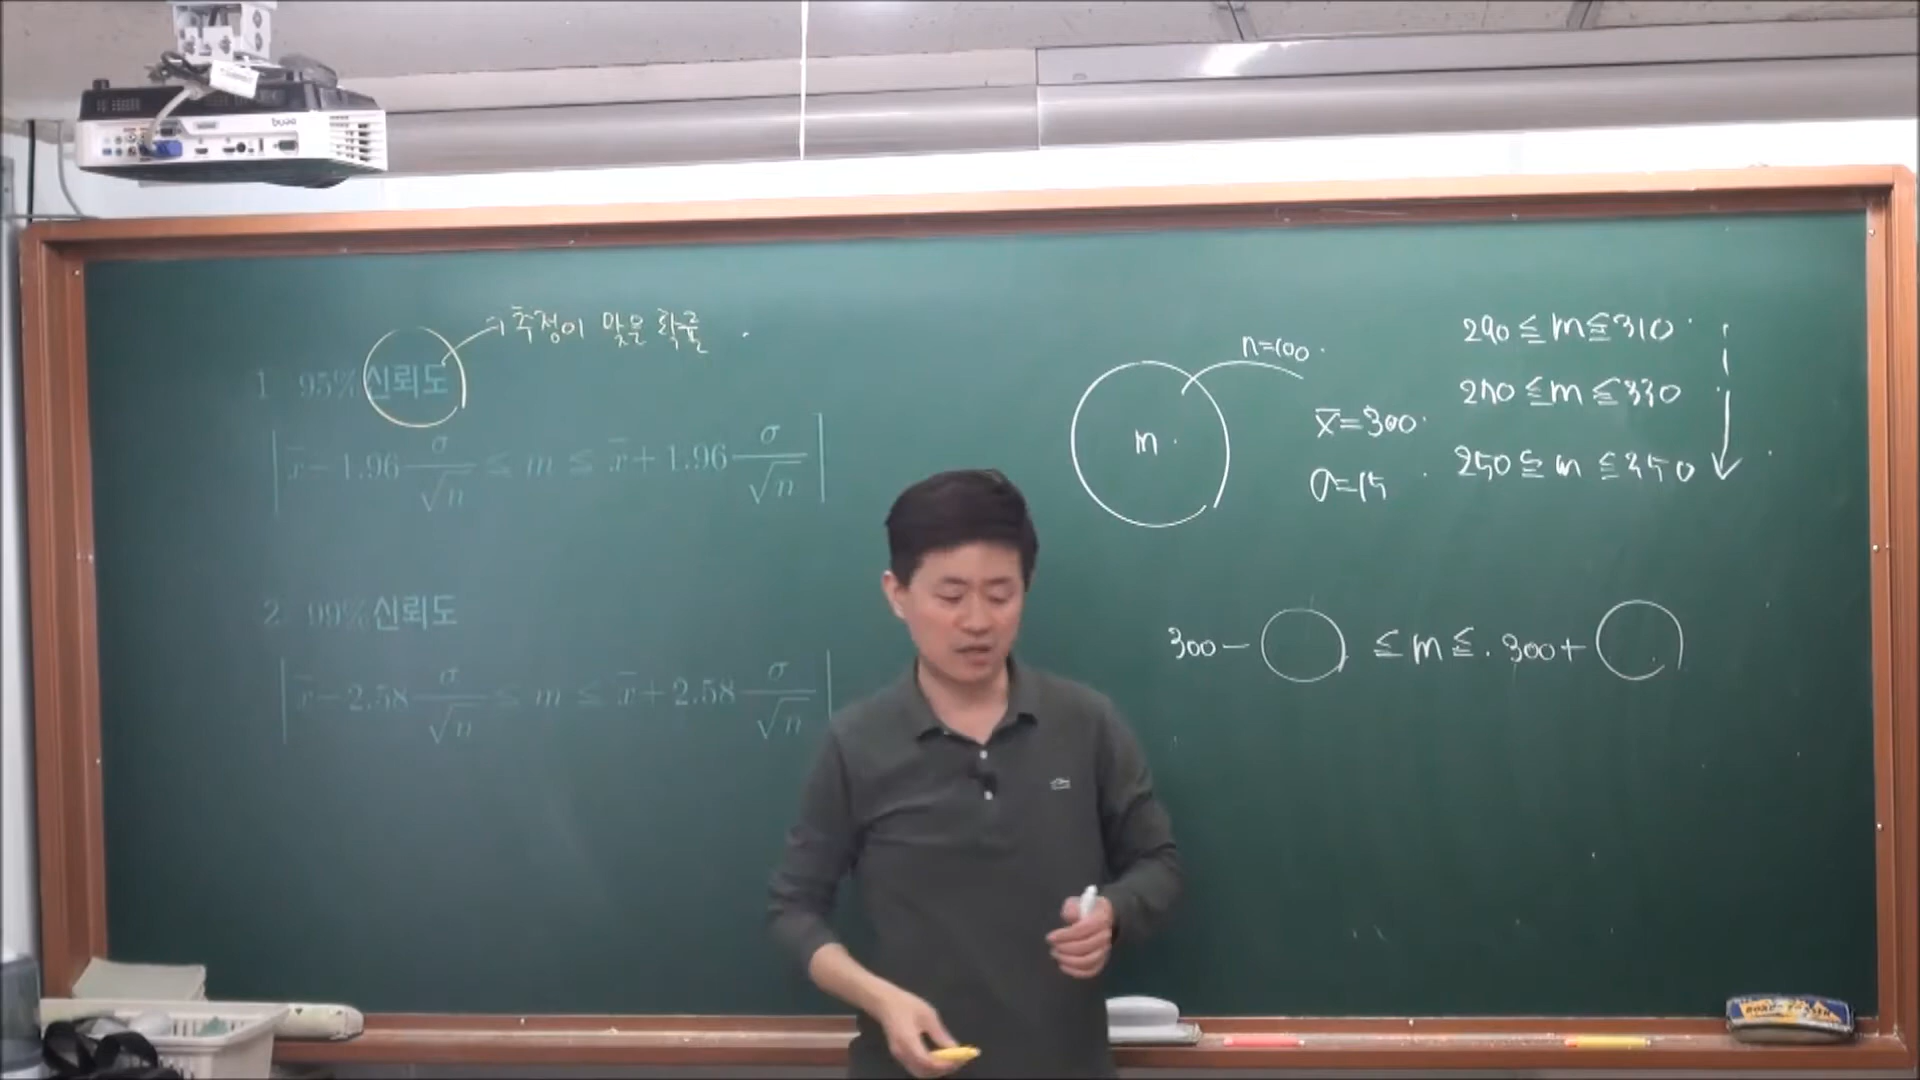 → 추정이 맞을 확률.
1. 95% 신뢰도
| x̄ − 1.96 σ/√n ≤ m ≤ x̄ + 1.96 σ/√n |
2. 99% 신뢰도
| x̄ − 2.58 σ/√n ≤ m ≤ x̄ + 2.58 σ/√n |
n=100.
m.
x̄=300.
σ=15
290 ≤ m ≤ 310
270 ≤ m ≤ 330
250 ≤ m ≤ 350
300 − ◯ ≤ m ≤ 300 + ◯
BenQ